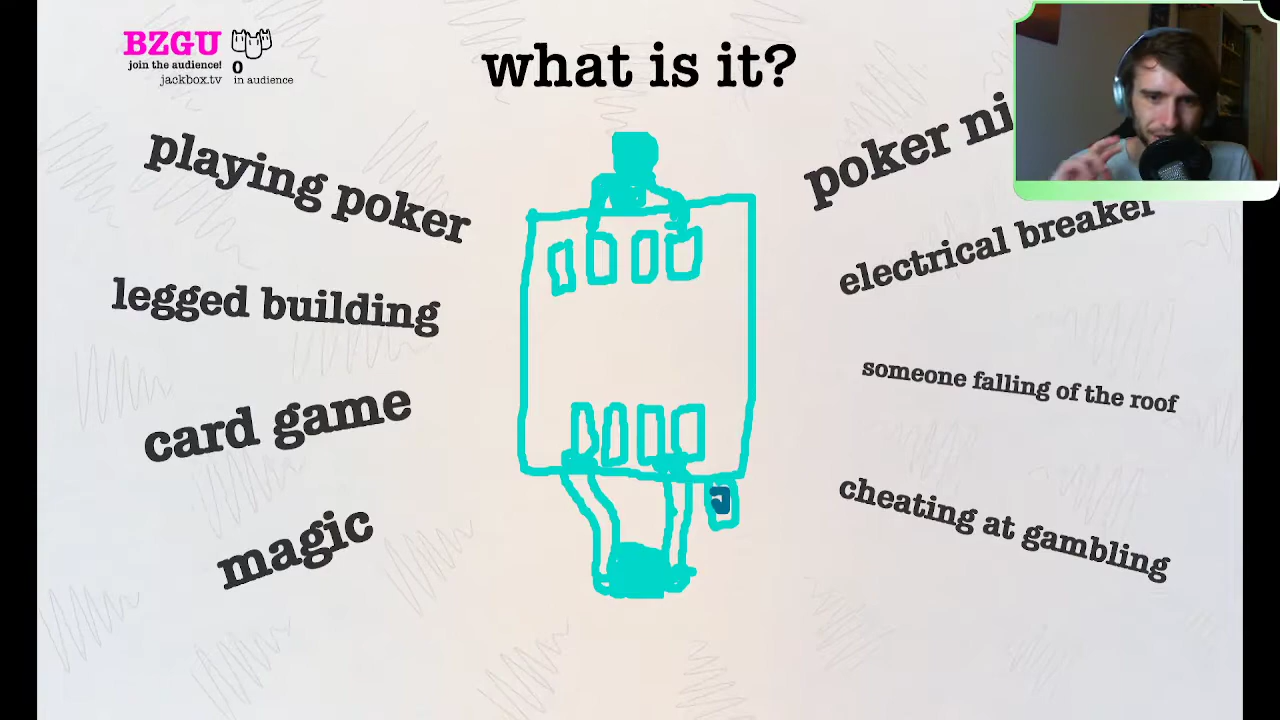 BZGU
join the audience!
jackbox.tv
0
in audience
what is it?
playing poker
legged building
card game
magic
poker
electrical breaker
someone falling of the roof
cheating at gambling
J